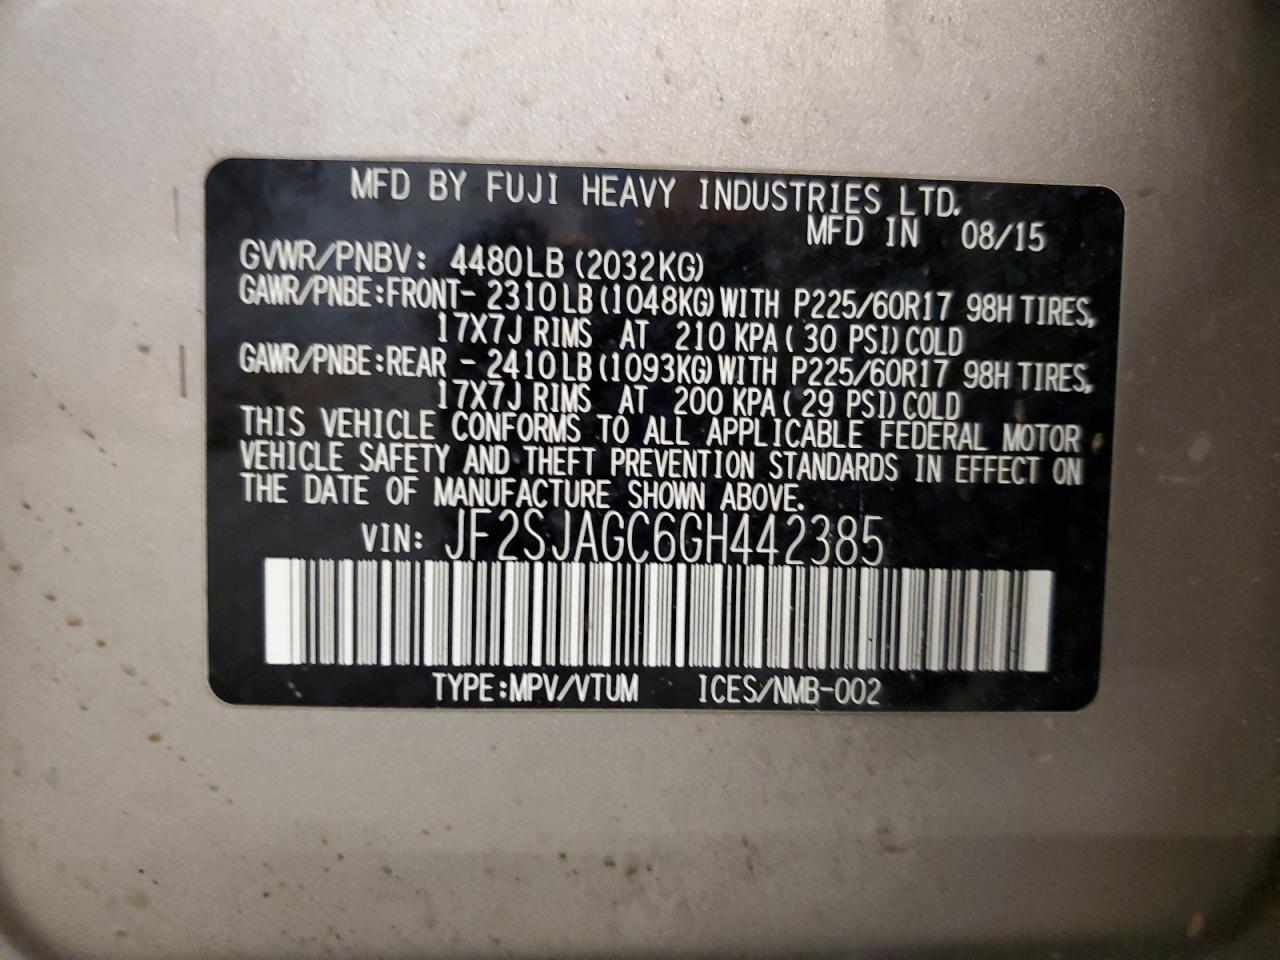 MFD BY FUJI HEAVY INDUSTRIES LTD.
MFD IN 08/15
GVWR/PNBV: 4480LB (2032KG)
GAWR/PNBE:FRONT- 2310LB (1048KG) WITH P225/60R17 98H TIRES,
17X7J RIMS AT 210 KPA ( 30 PSI) COLD
GAWR/PNBE:REAR - 2410LB (1093KG) WITH P225/60R17 98H TIRES,
17X7J RIMS AT 200 KPA ( 29 PSI) COLD
THIS VEHICLE CONFORMS TO ALL APPLICABLE FEDERAL MOTOR
VEHICLE SAFETY AND THEFT PREVENTION STANDARDS IN EFFECT ON
THE DATE OF MANUFACTURE SHOWN ABOVE.
VIN: JF2SJAGC6GH442385
TYPE:MPV/VTUM ICES/NMB-002